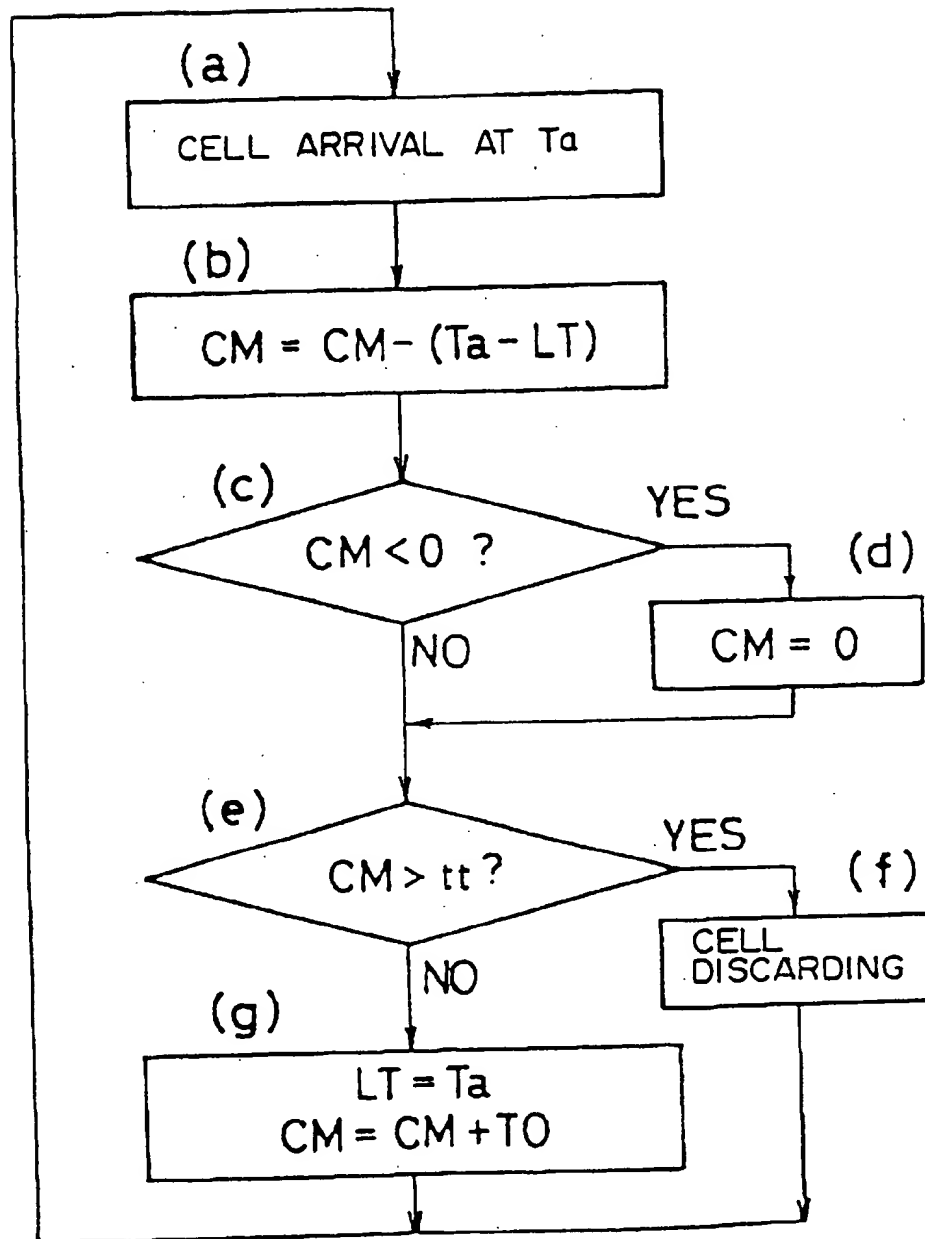 (a)
CELL ARRIVAL AT Ta
(b)
CM = CM - (Ta - LT)
(c)
CM < 0 ?
YES
(d)
CM = 0
NO
(e)
CM > tt ?
YES
(f)
CELL
DISCARDING
NO
(g)
LT = Ta
CM = CM + TO